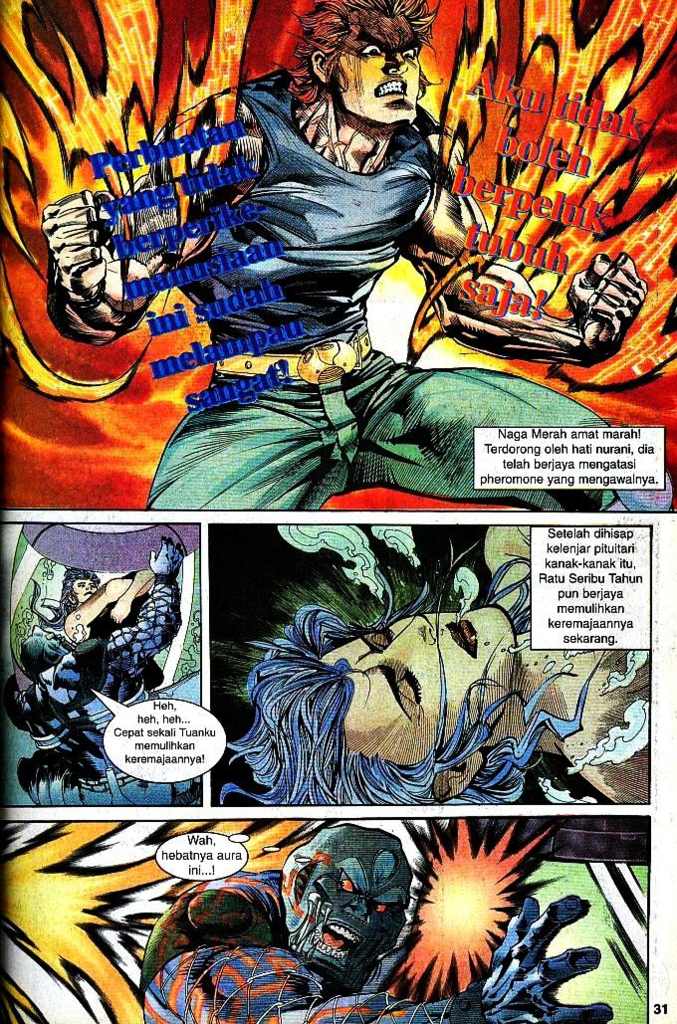 Perbuatan
yang tidak
berperike-
manusiaan
ini sudah
melampau
sangat!
Aku tidak
boleh
berpeluk
tubuh
saja!
Naga Merah amat marah!
Terdorong oleh hati nurani, dia
telah berjaya mengatasi
pheromone yang mengawalnya.
Heh,
heh, heh...
Cepat sekali Tuanku
memulihkan
keremajaannya!
Setelah dihisap
kelenjar pituitari
kanak-kanak itu,
Ratu Seribu Tahun
pun berjaya
memulihkan
keremajaannya
sekarang.
Wah,
hebatnya aura
ini...!
31